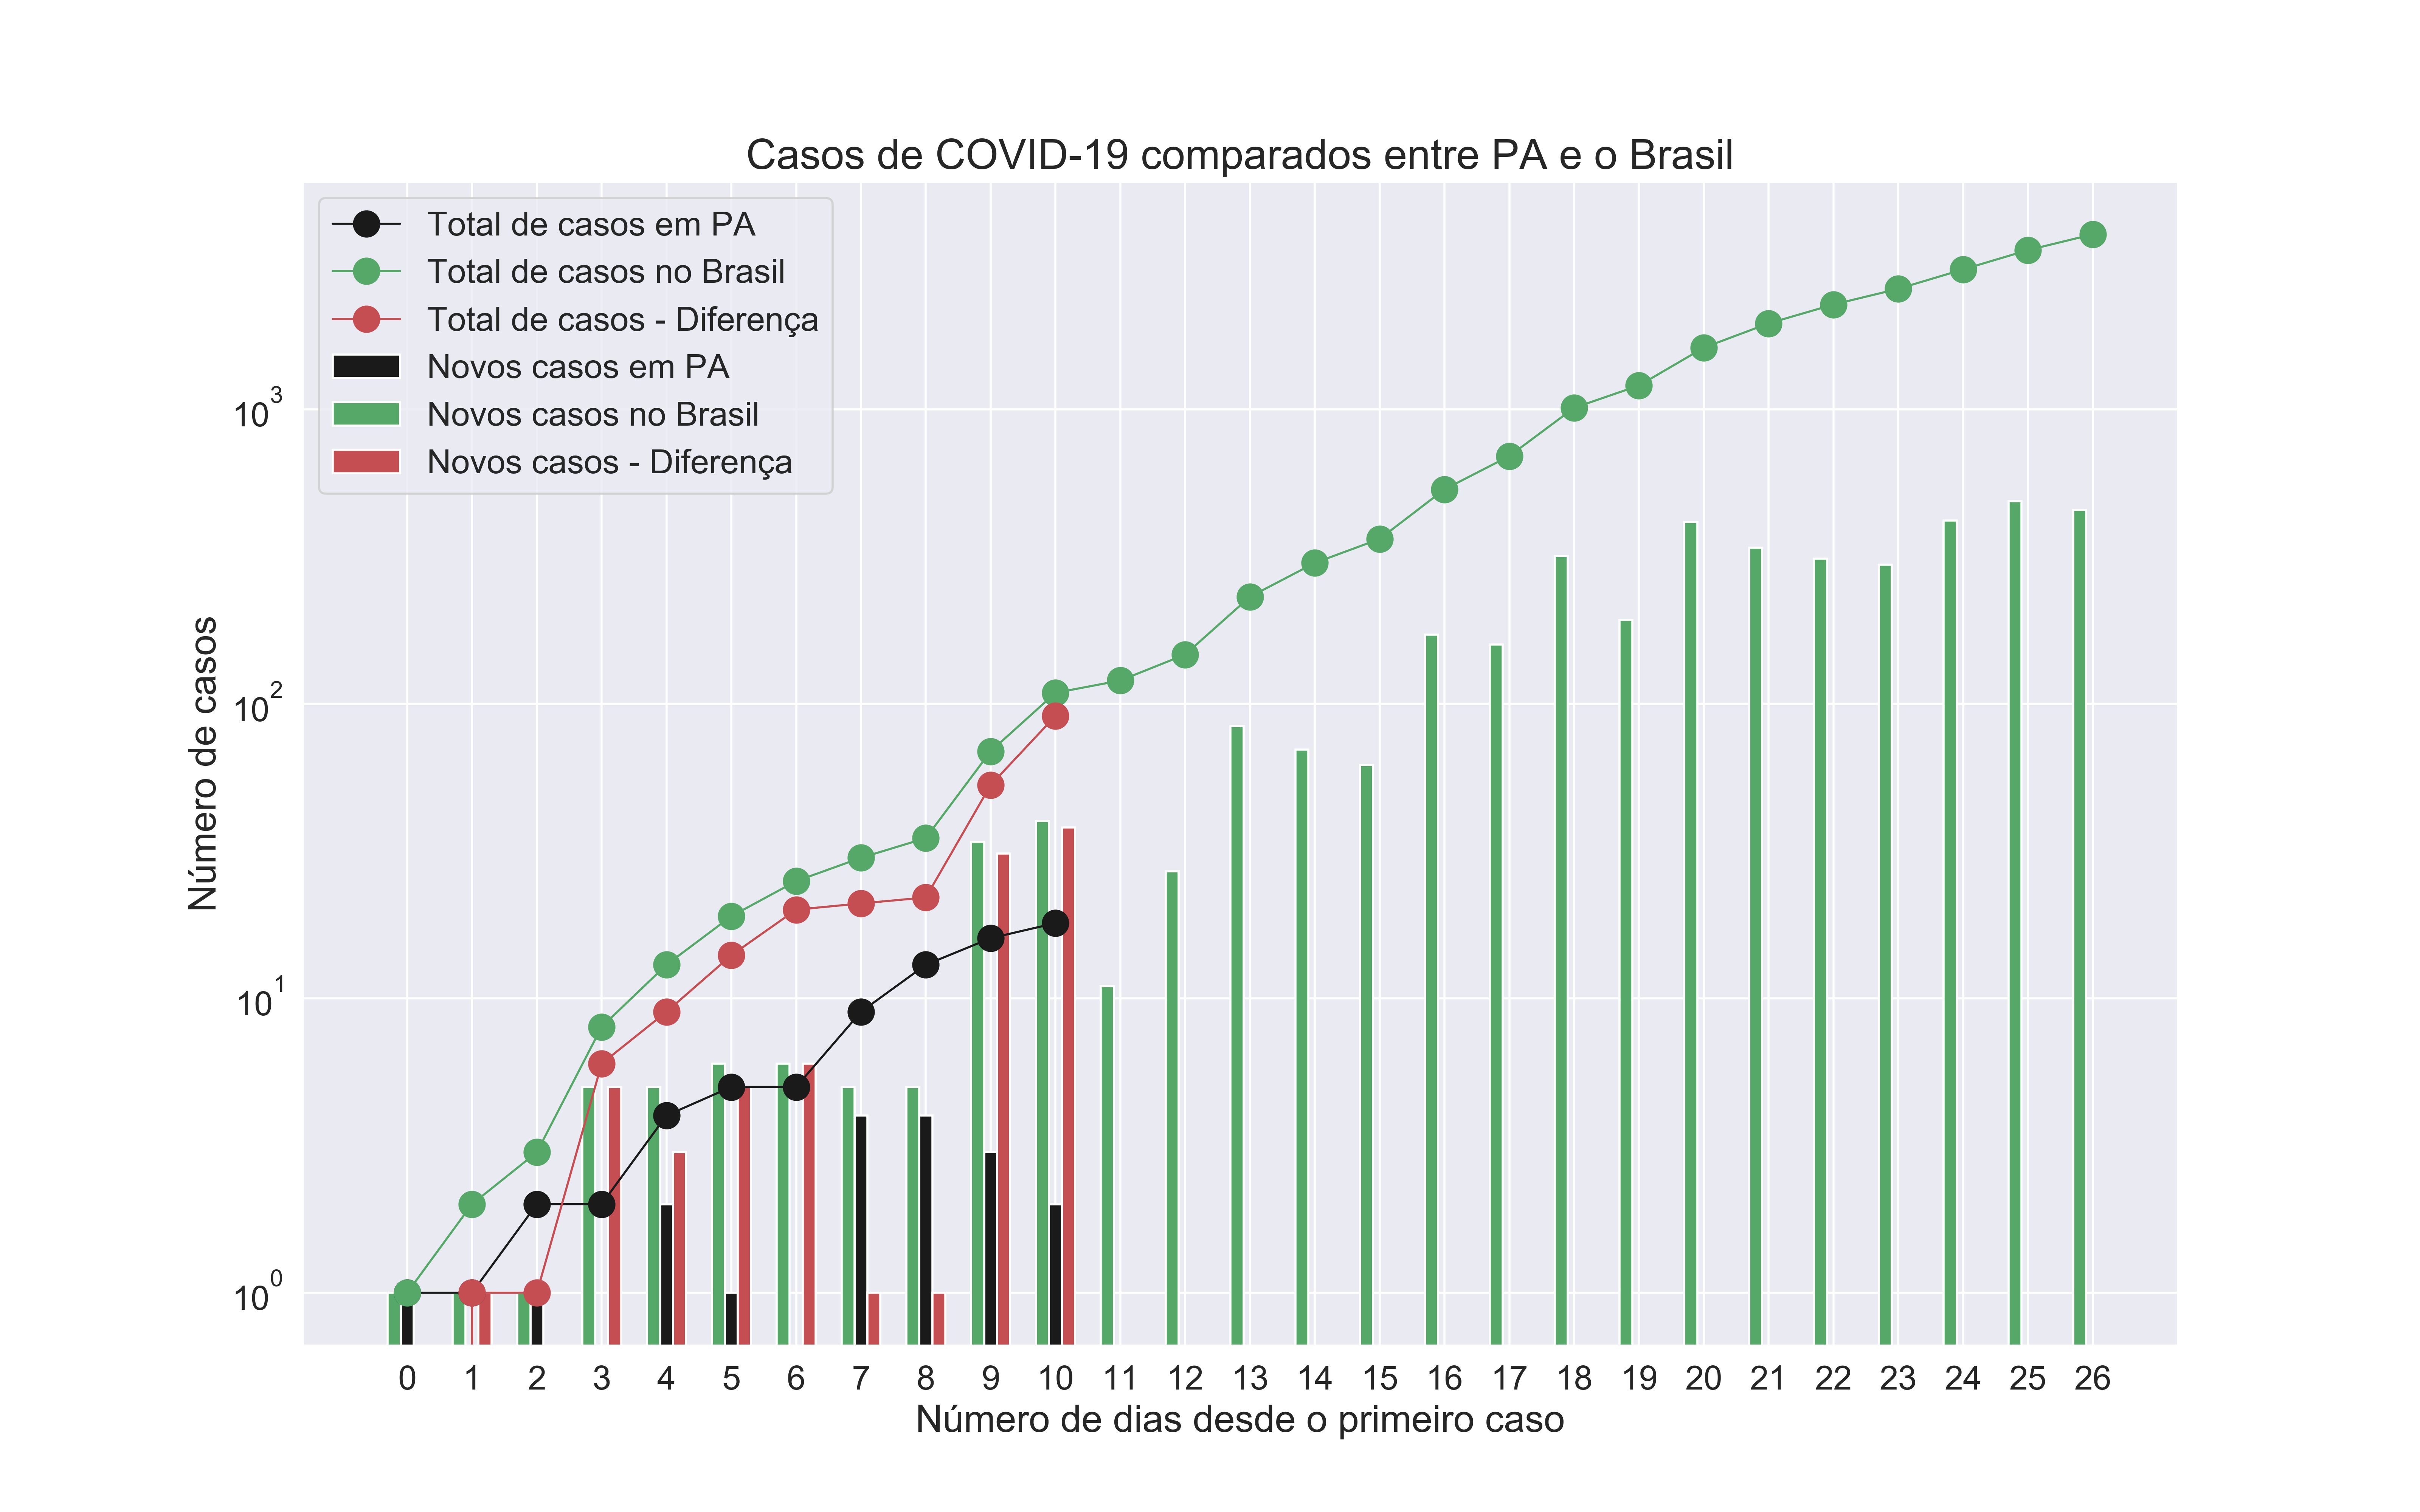 Casos de COVID-19 comparados entre PA e o Brasil
Total de casos em PA
Total de casos no Brasil
Total de casos - Diferença
Novos casos em PA
Novos casos no Brasil
Novos casos - Diferença
Número de casos
10³
10²
10¹
10⁰
0 1 2 3 4 5 6 7 8 9 10 11 12 13 14 15 16 17 18 19 20 21 22 23 24 25 26
Número de dias desde o primeiro caso